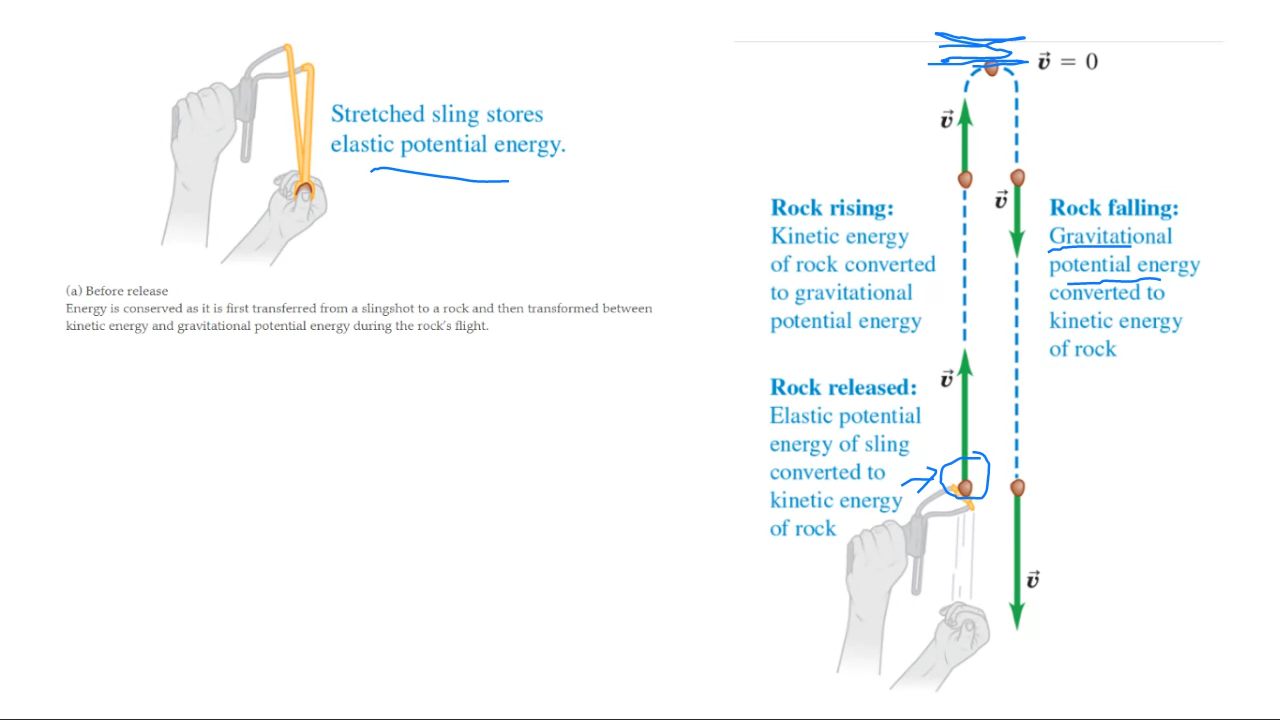 Stretched sling stores
elastic potential energy.
(a) Before release
Energy is conserved as it is first transferred from a slingshot to a rock and then transformed between
kinetic energy and gravitational potential energy during the rock's flight.
v⃗ = 0
v⃗
v⃗
Rock rising:
Kinetic energy
of rock converted
to gravitational
potential energy
Rock falling:
Gravitational
potential energy
converted to
kinetic energy
of rock
v⃗
Rock released:
Elastic potential
energy of sling
converted to
kinetic energy
of rock
v⃗